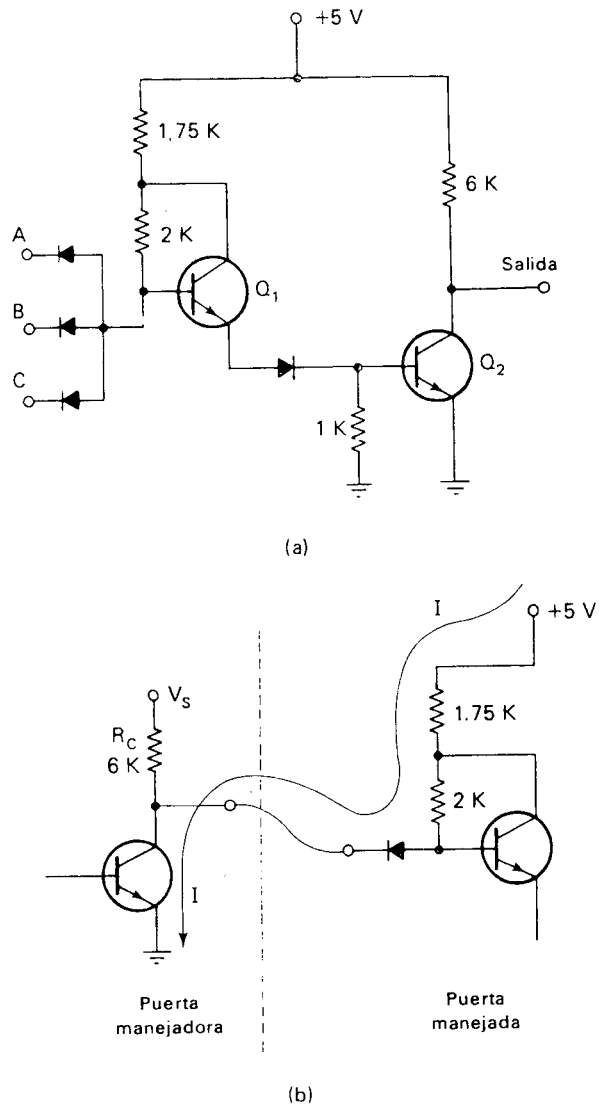 +5 V
1,75 K
6 K
A
2 K
Salida
Q1
B
Q2
C
1 K
(a)
I
+5 V
VS
RC
6 K
1.75 K
2 K
I
Puerta
manejadora
Puerta
manejada
(b)